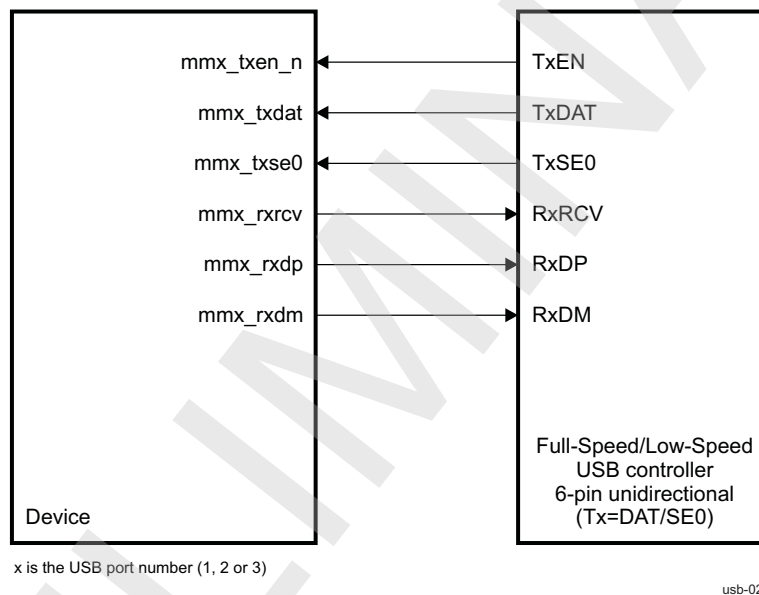 mmx_txen_n TxEN
mmx_txdat TxDAT
mmx_txse0 TxSE0
mmx_rxrcv RxRCV
mmx_rxdp RxDP
mmx_rxdm RxDM
Full-Speed/Low-Speed
USB controller
6-pin unidirectional
(Tx=DAT/SE0)
Device
x is the USB port number (1, 2 or 3)